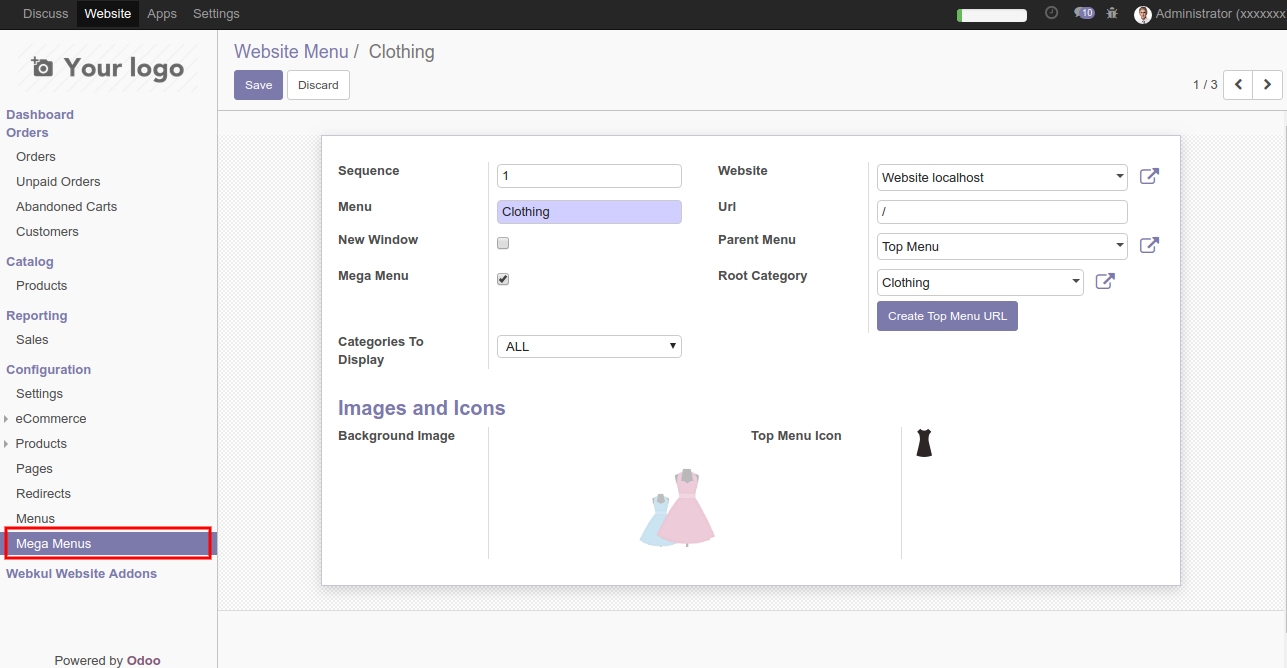 Discuss Website Apps Settings 10 Administrator (xxxxxxx
Your logo
Website Menu / Clothing
Save Discard 1 / 3
Dashboard
Orders
Orders
Unpaid Orders
Abandoned Carts
Customers
Catalog
Products
Reporting
Sales
Configuration
Settings
eCommerce
Products
Pages
Redirects
Menus
Mega Menus
Webkul Website Addons
Powered by Odoo
Sequence 1 Website Website localhost
Menu Clothing Url /
New Window Parent Menu Top Menu
Mega Menu Root Category Clothing
Create Top Menu URL
Categories To
Display ALL
Images and Icons
Background Image Top Menu Icon